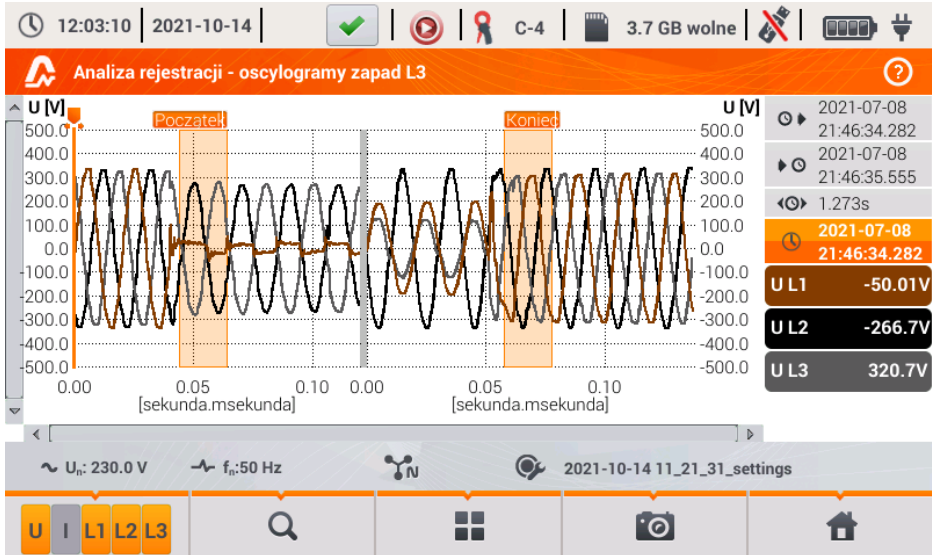 12:03:10 2021-10-14 C-4 3.7 GB wolne
Analiza rejestracji - oscylogramy zapad L3 ?
U [V] U [V]
Początek Koniec
500.0 500.0
400.0 400.0
300.0 300.0
200.0 200.0
100.0 100.0
0.0 0.0
-100.0 -100.0
-200.0 -200.0
-300.0 -300.0
-400.0 -400.0
-500.0 -500.0
0.00 0.05 0.10 0.00 0.05 0.10
[sekunda.msekunda] [sekunda.msekunda]
2021-07-08
21:46:34.282
2021-07-08
21:46:35.555
1.273s
2021-07-08
21:46:34.282
U L1 -50.01V
U L2 -266.7V
U L3 320.7V
Un: 230.0 V fn:50 Hz N 2021-10-14 11_21_31_settings
U I L1 L2 L3